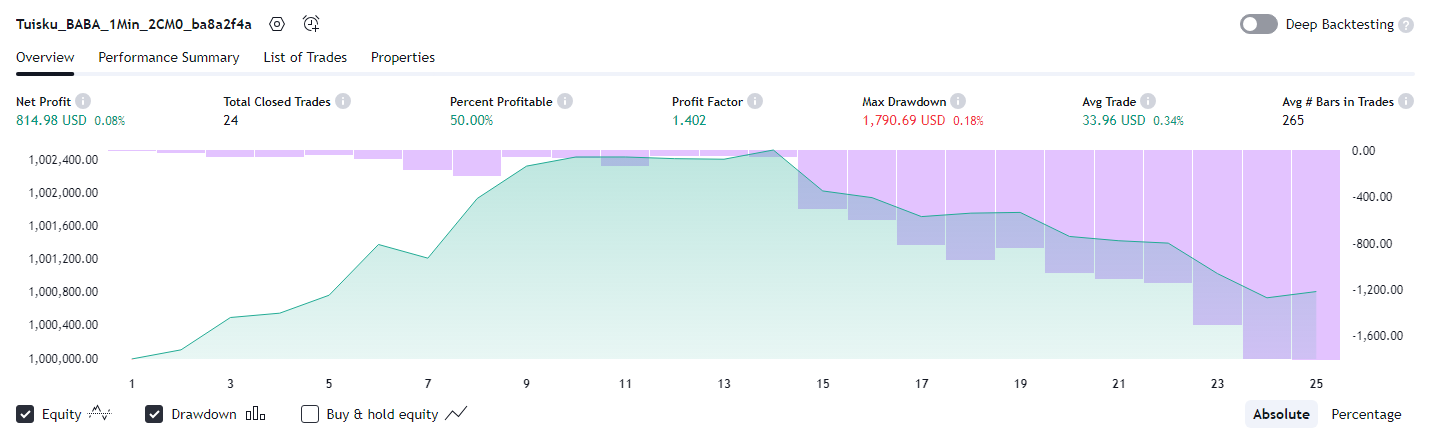 Tuisku_BABA_1Min_2CM0_ba8a2f4a
Deep Backtesting ?
Overview Performance Summary List of Trades Properties
Net Profit i Total Closed Trades i Percent Profitable i Profit Factor i Max Drawdown i Avg Trade i Avg # Bars in Trades i
814.98 USD 0.08% 24 50.00% 1.402 1,790.69 USD 0.18% 33.96 USD 0.34% 265
1,002,400.00 0.00
1,002,000.00 -400.00
1,001,600.00
1,001,200.00 -800.00
1,000,800.00 -1,200.00
1,000,400.00 -1,600.00
1,000,000.00
1 3 5 7 9 11 13 15 17 19 21 23 25
Equity Drawdown Buy & hold equity Absolute Percentage